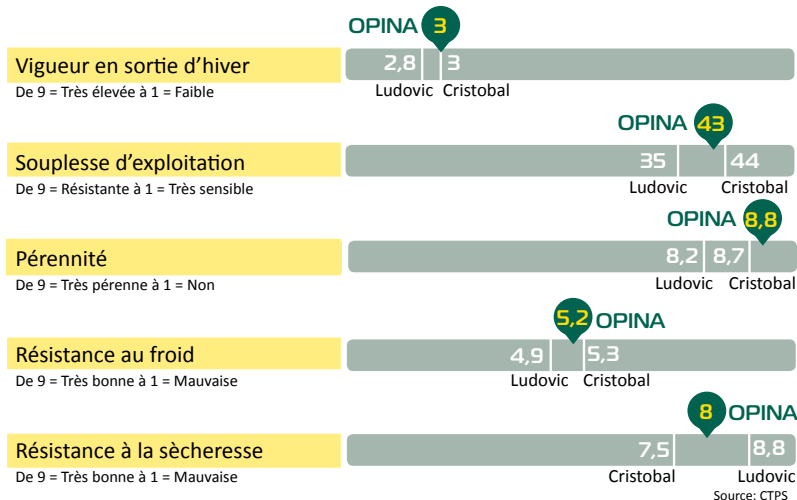 OPINA 3
Vigueur en sortie d'hiver
2,8 3
De 9 = Très élevée à 1 = Faible
Ludovic Cristobal
OPINA 43
Souplesse d'exploitation
35 44
De 9 = Résistante à 1 = Très sensible
Ludovic Cristobal
OPINA 8,8
Pérennité
8,2 8,7
De 9 = Très pérenne à 1 = Non
Ludovic Cristobal
5,2 OPINA
Résistance au froid
4,9 5,3
De 9 = Très bonne à 1 = Mauvaise
Ludovic Cristobal
8 OPINA
Résistance à la sècheresse
7,5 8,8
De 9 = Très bonne à 1 = Mauvaise
Cristobal Ludovic
Source: CTPS